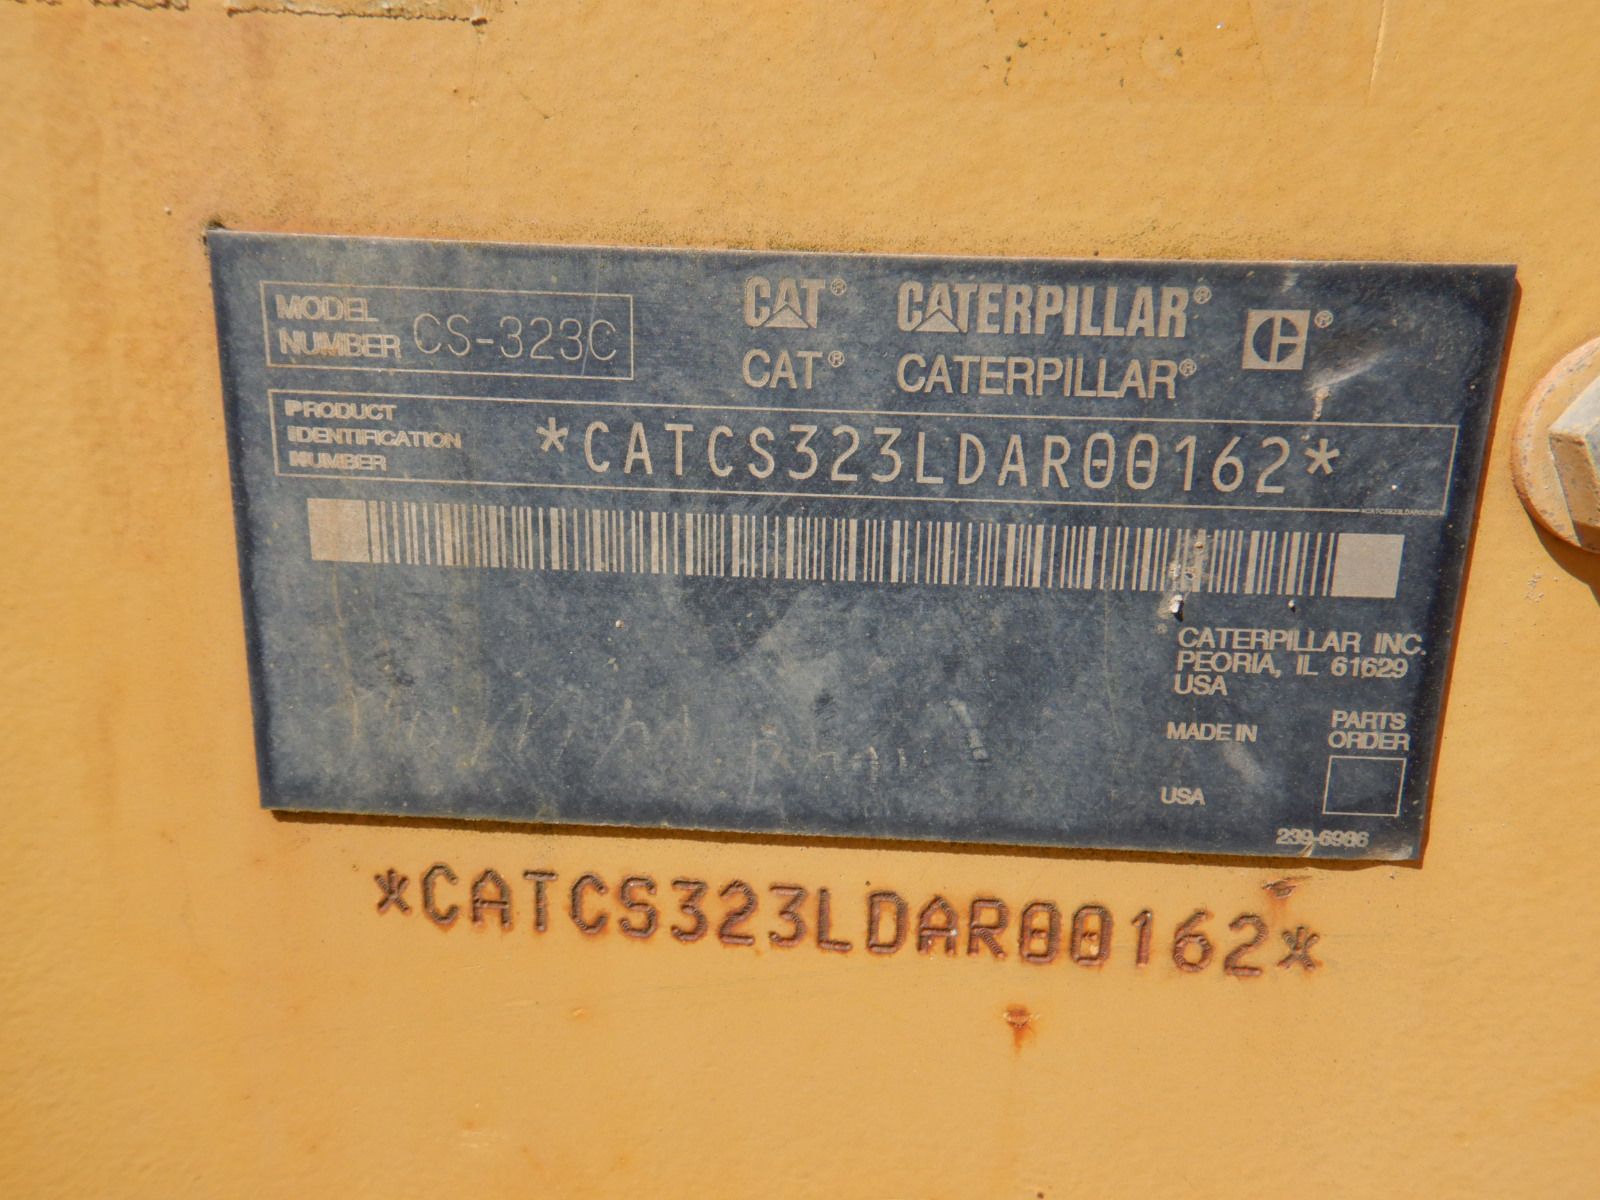 MODEL
NUMBER CS-323C
CAT® CATERPILLAR® ®
CAT® CATERPILLAR®
PRODUCT
IDENTIFICATION
NUMBER
*CATCS323LDAR00162*
*CATCS323LDAR00162*
CATERPILLAR INC.
PEORIA, IL 61629
USA
MADE IN
USA
PARTS
ORDER
239-6986
*CATCS323LDAR00162*